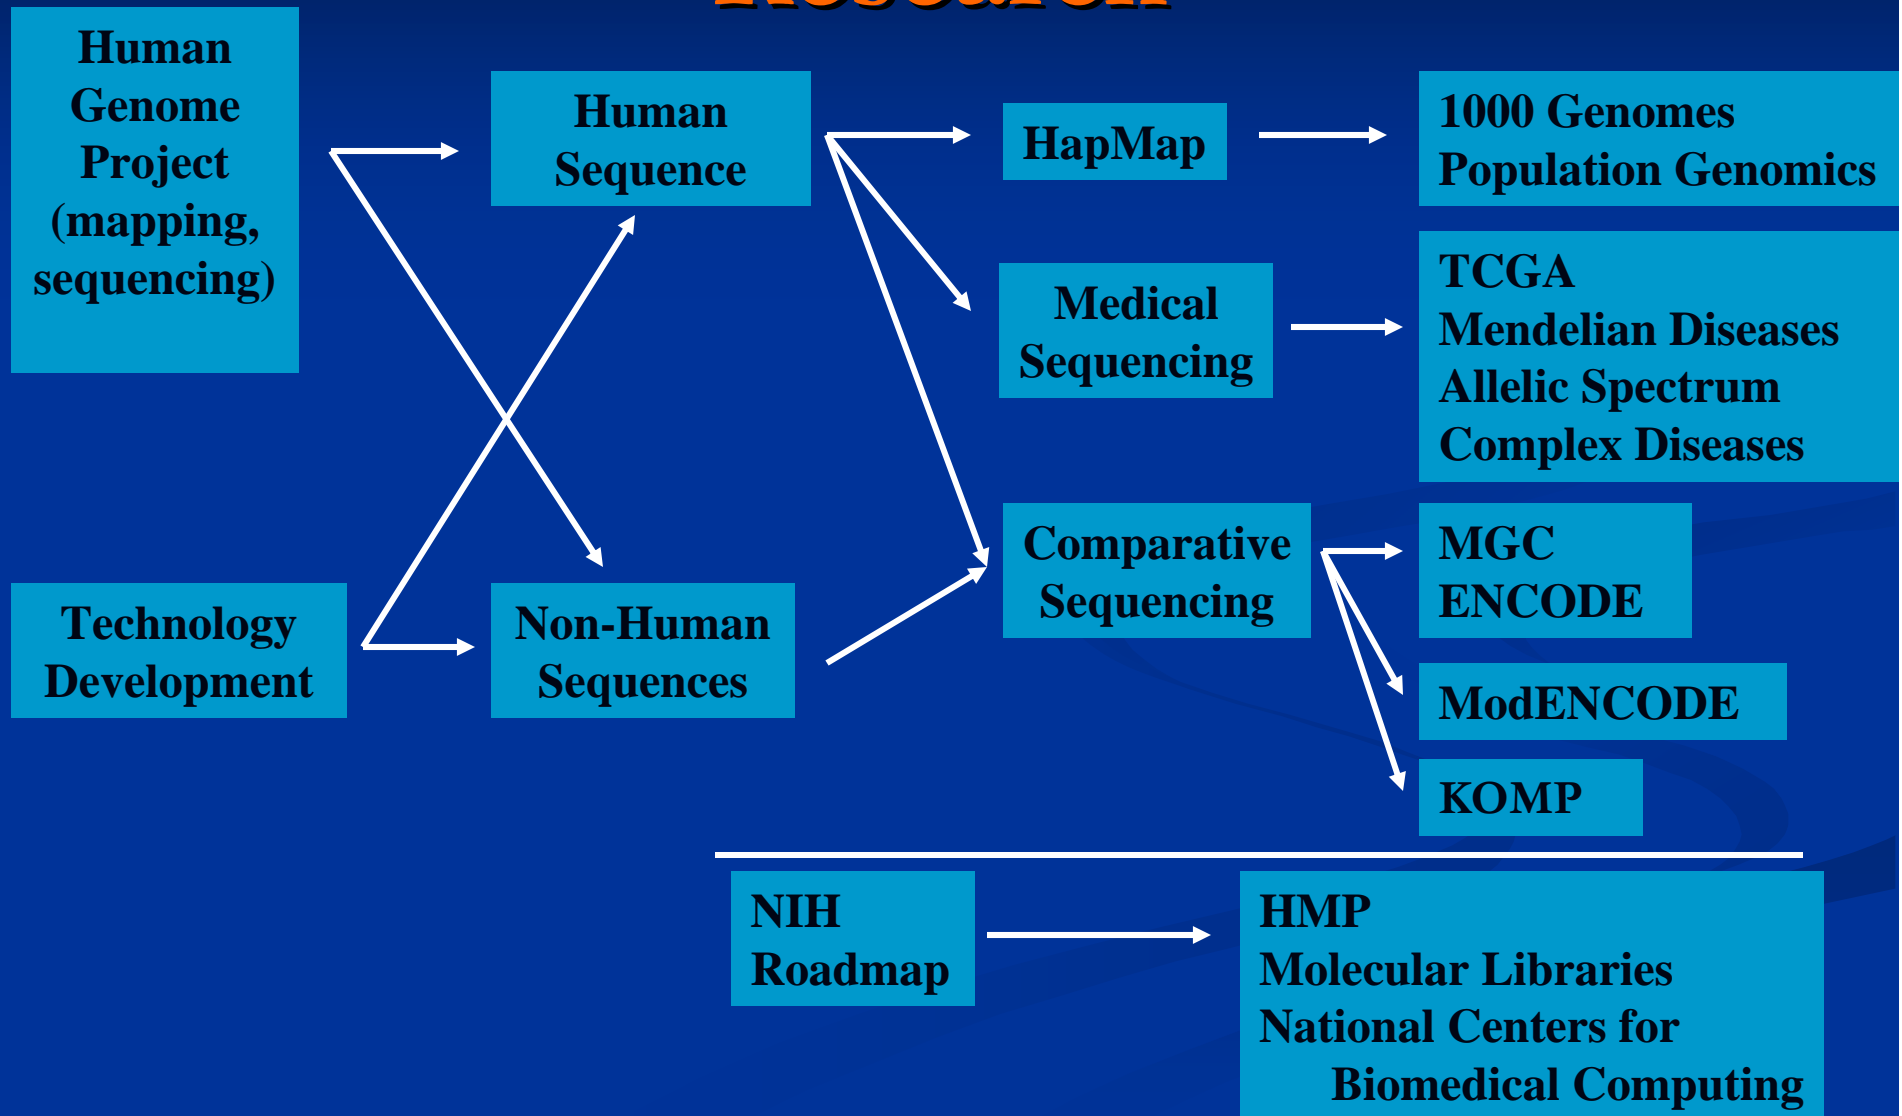 Research
Human
Genome
Project
(mapping,
sequencing)
Human
Sequence
HapMap
1000 Genomes
Population Genomics
Medical
Sequencing
TCGA
Mendelian Diseases
Allelic Spectrum
Complex Diseases
Technology
Development
Non-Human
Sequences
Comparative
Sequencing
MGC
ENCODE
ModENCODE
KOMP
NIH
Roadmap
HMP
Molecular Libraries
National Centers for
Biomedical Computing